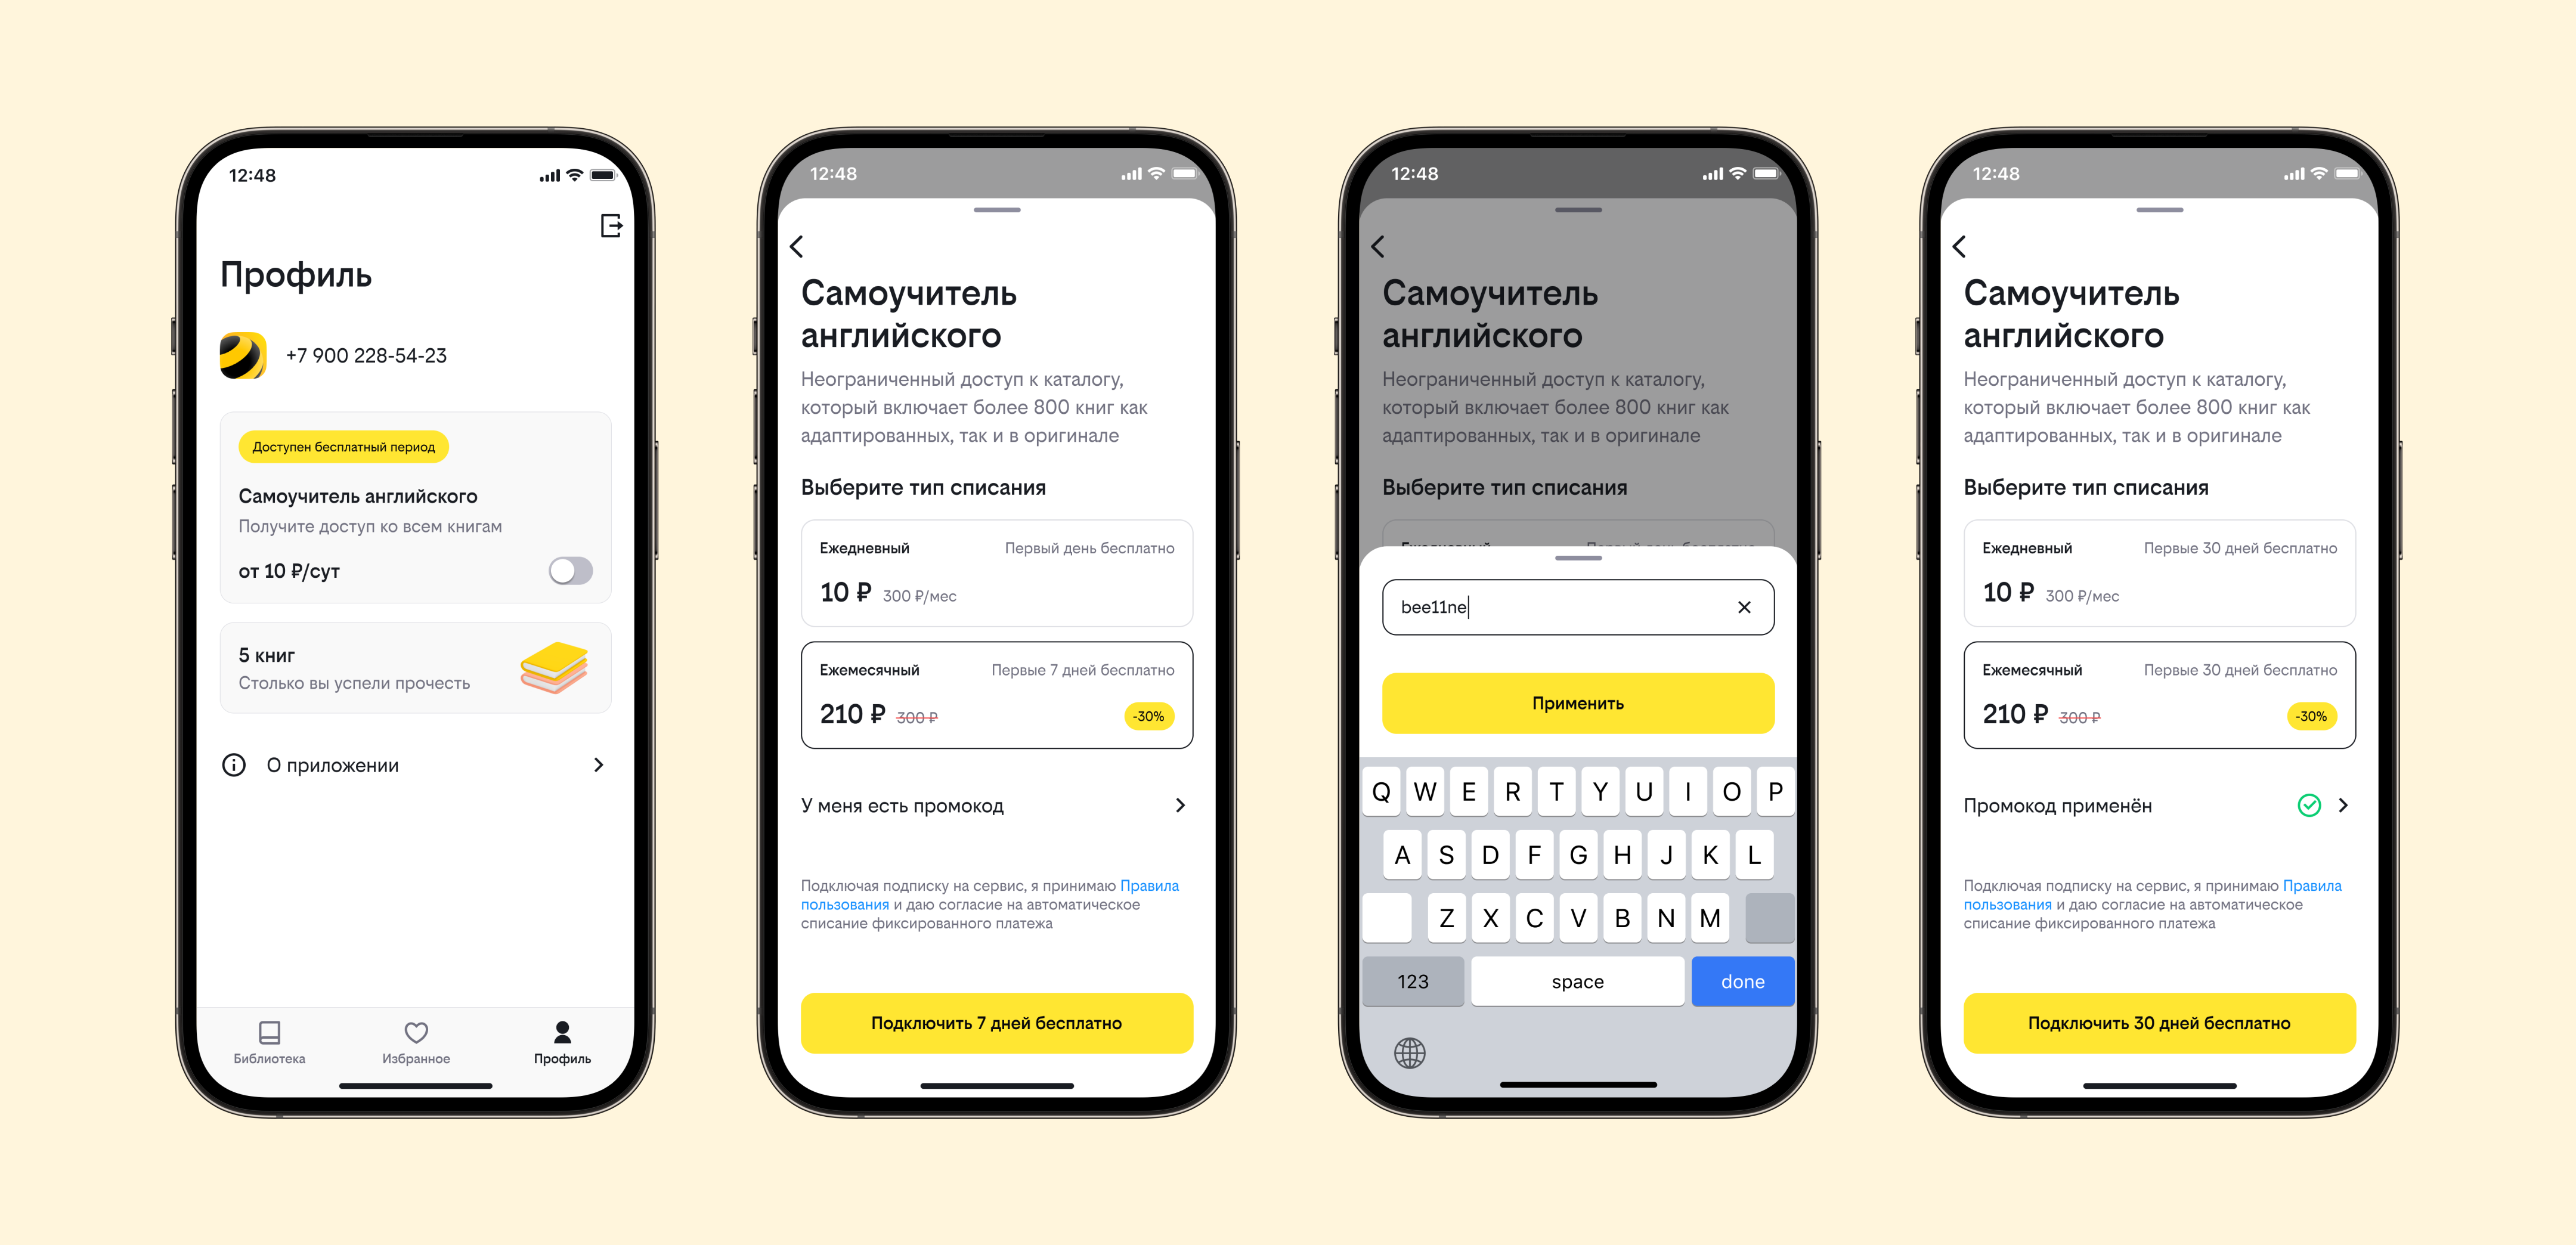 12:48
Профиль
+7 900 228-54-23
Доступен бесплатный период
Самоучитель английского
Получите доступ ко всем книгам
от 10 ₽/сут
5 книг
Столько вы успели прочесть
О приложении
Библиотека
Избранное
Профиль
12:48
Самоучитель
английского
Неограниченный доступ к каталогу,
который включает более 800 книг как
адаптированных, так и в оригинале
Выберите тип списания
Ежедневный Первый день бесплатно
10 ₽ 300 ₽/мес
Ежемесячный Первые 7 дней бесплатно
210 ₽ 300 ₽ -30%
У меня есть промокод
Подключая подписку на сервис, я принимаю Правила
пользования и даю согласие на автоматическое
списание фиксированного платежа
Подключить 7 дней бесплатно
12:48
Самоучитель
английского
Неограниченный доступ к каталогу,
который включает более 800 книг как
адаптированных, так и в оригинале
Выберите тип списания
Ежедневный Первый день бесплатно
bee11ne
Применить
Q W E R T Y U I O P
A S D F G H J K L
Z X C V B N M
123 space done
12:48
Самоучитель
английского
Неограниченный доступ к каталогу,
который включает более 800 книг как
адаптированных, так и в оригинале
Выберите тип списания
Ежедневный Первые 30 дней бесплатно
10 ₽ 300 ₽/мес
Ежемесячный Первые 30 дней бесплатно
210 ₽ 300 ₽ -30%
Промокод применён
Подключая подписку на сервис, я принимаю Правила
пользования и даю согласие на автоматическое
списание фиксированного платежа
Подключить 30 дней бесплатно